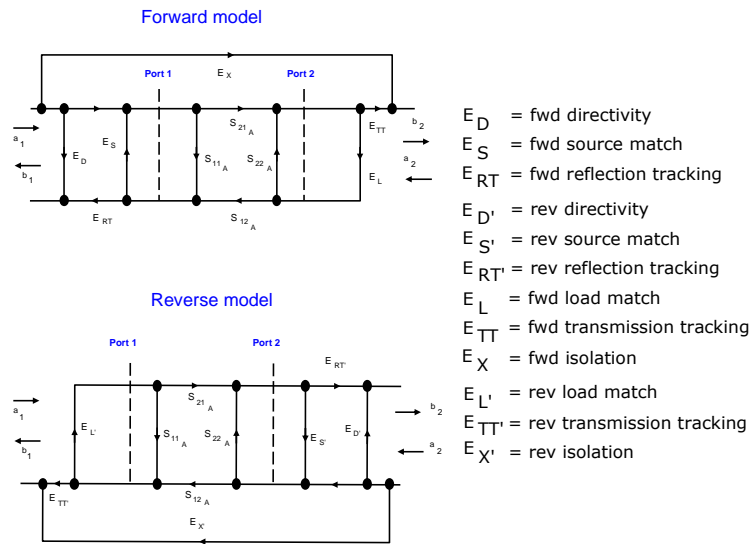 Forward model
E X
Port 1
Port 2
a 1
b 1
E D
E S
S 21 A
S 11 A
S 22 A
S 12 A
E RT
E TT
E L
b 2
a 2
Reverse model
Port 1
Port 2
E RT'
a 1
b 1
E L'
S 21 A
S 11 A
S 22 A
S 12 A
E S'
E D'
b 2
a 2
E TT'
E X'
E D = fwd directivity
E S = fwd source match
E RT = fwd reflection tracking
E D' = rev directivity
E S' = rev source match
E RT' = rev reflection tracking
E L = fwd load match
E TT = fwd transmission tracking
E X = fwd isolation
E L' = rev load match
E TT' = rev transmission tracking
E X' = rev isolation